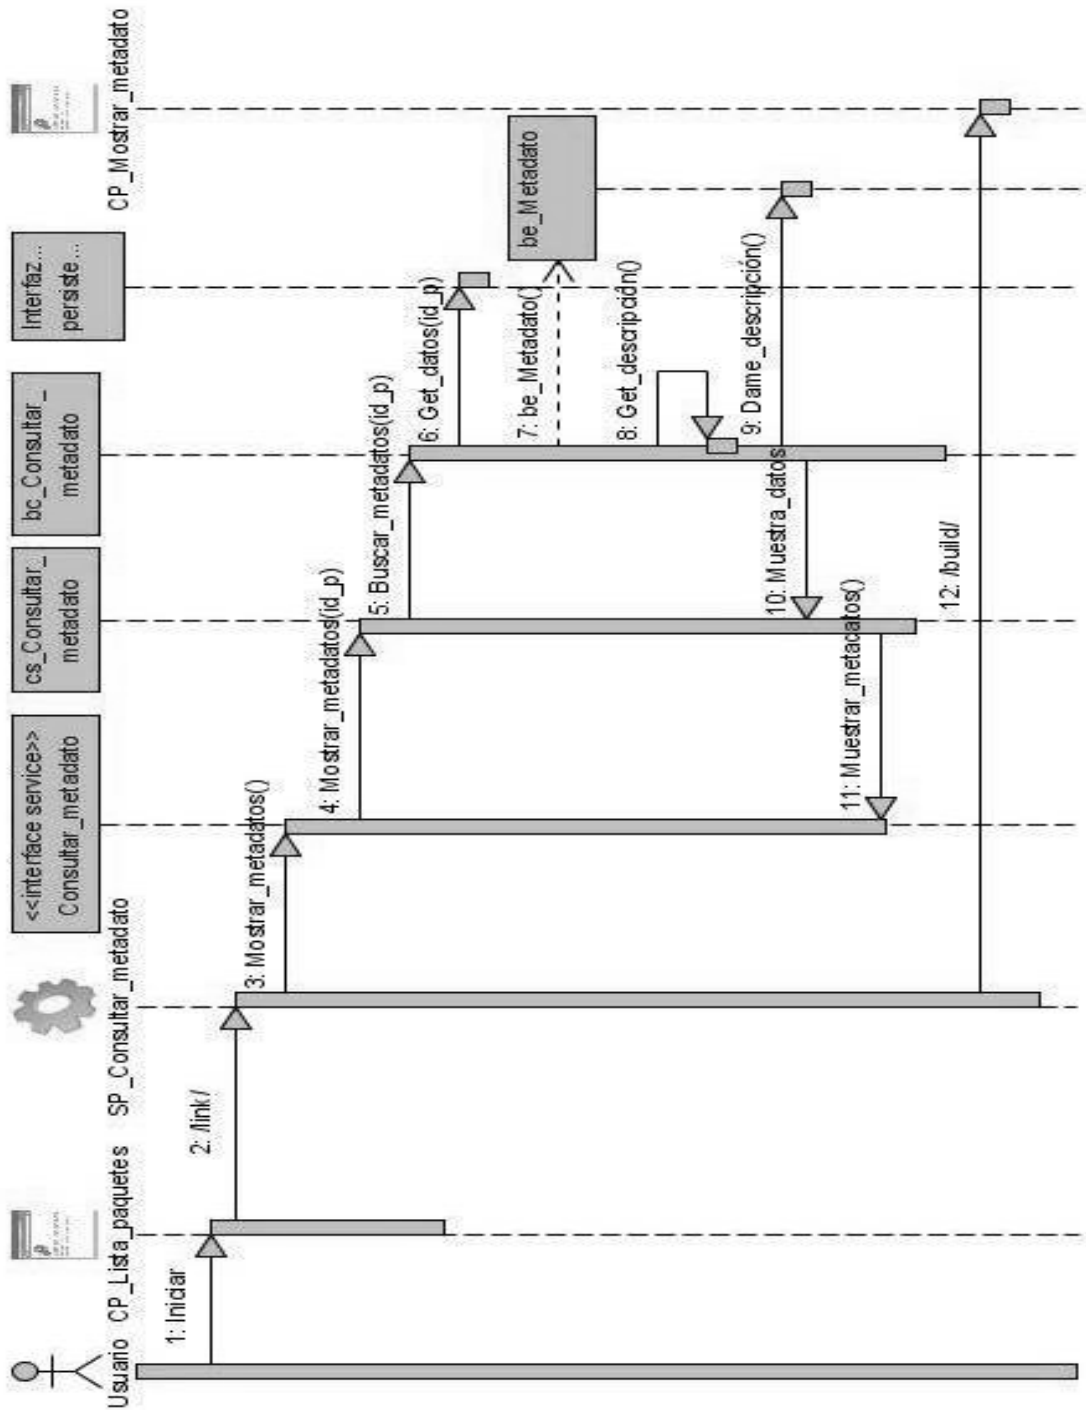 Usuario
CP_Lista_paquetes
SP_Consultar_metadato
<<interface service>>
Consultar_metadato
cs_Consultar_
metadato
bc_Consultar_
metadato
Interfaz...
persiste...
CP_Mostrar_metadato
be_Metadato
1: Iniciar
2: /link/
3: Mostrar_metadatos()
4: Mostrar_metadatos(id_p)
5: Buscar_metadatos(id_p)
6: Get_datos(id_p)
7: be_Metadato()
8: Get_descripción()
9: Dame_descripción()
10: Muestra_datos
11: Muestrar_metacatos()
12: /build/